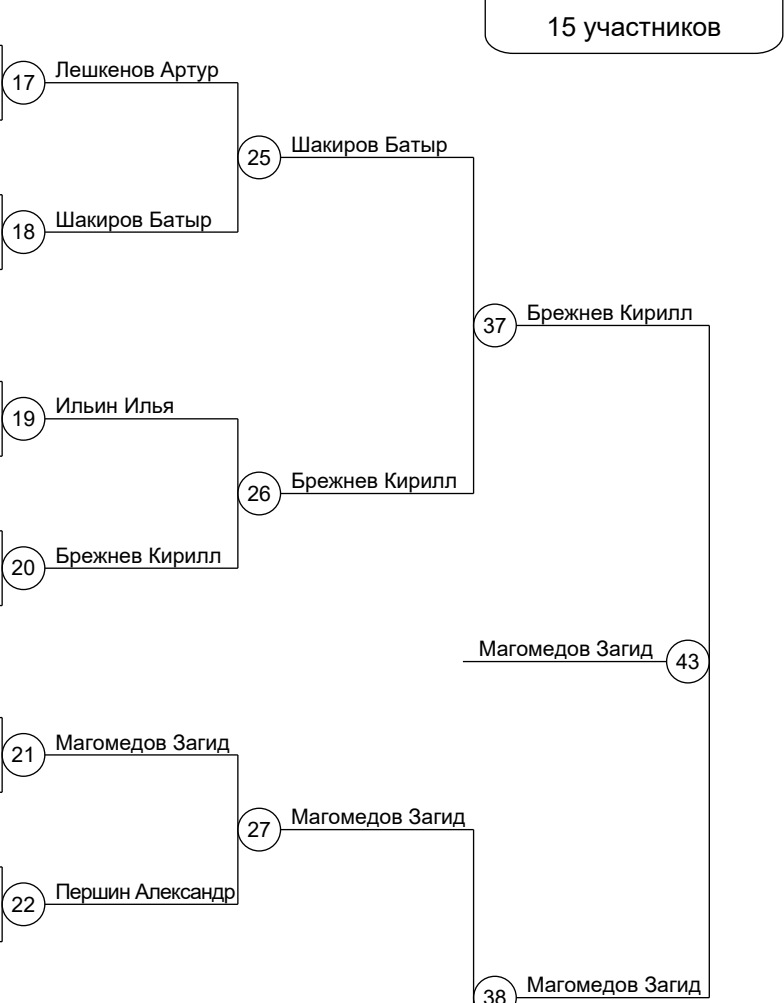 15 участников
17 Лешкенов Артур
25 Шакиров Батыр
18 Шакиров Батыр
37 Брежнев Кирилл
19 Ильин Илья
26 Брежнев Кирилл
20 Брежнев Кирилл
Магомедов Загид 43
21 Магомедов Загид
27 Магомедов Загид
22 Першин Александр
38 Магомедов Загид